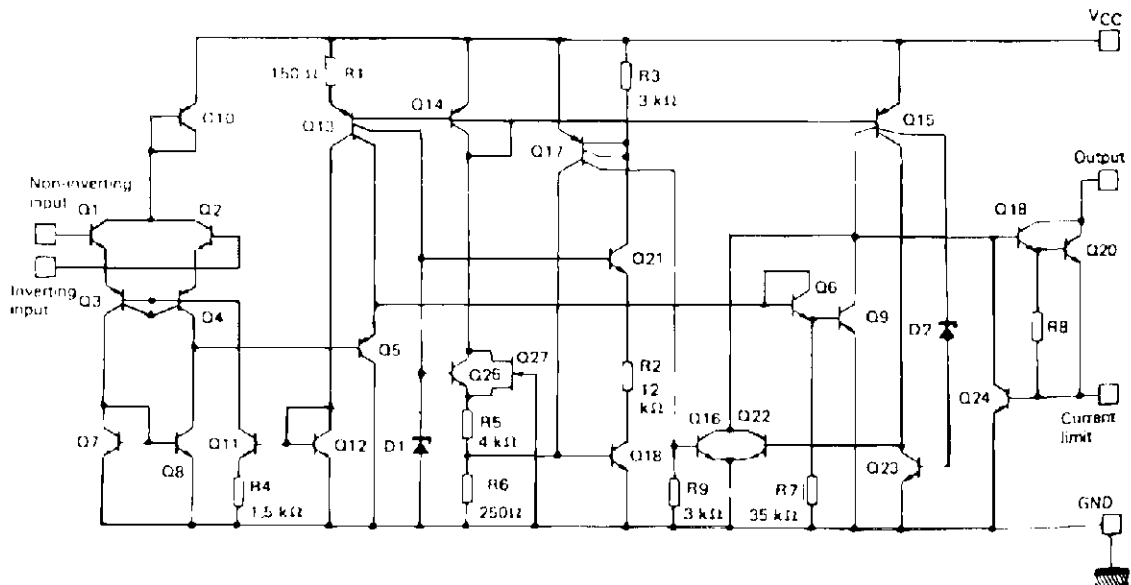 VCC
150 Ω
R1
R3
3 kΩ
Q14
Q10
Q13
Q15
Q17
Output
Non-inverting
input
Q1
Q2
Q18
Q21
Q20
Inverting
input
Q3
Q4
Q6
Q5
Q9
R8
D2
Q27
Q26
R2
12
kΩ
Q24
Q16
Q22
R5
4 kΩ
Current
limit
Q7
Q11
Q12
D1
Q18
Q23
Q8
R4
1.5 kΩ
R6
250Ω
R9
3 kΩ
R7
35 kΩ
GND